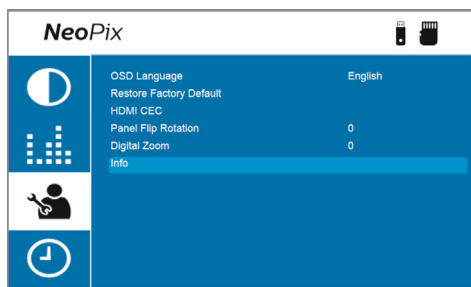 NeoPix
OSD Language English
Restore Factory Default
HDMI CEC
Panel Flip Rotation 0
Digital Zoom 0
Info